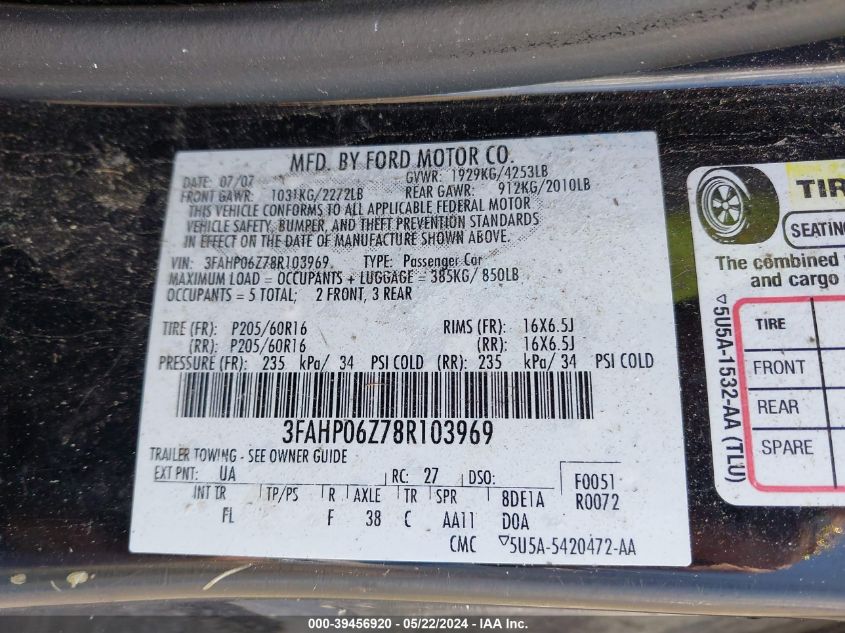 MFD. BY FORD MOTOR CO.
DATE: 07/07 GVWR: 1929KG/4253LB
FRONT GAWR: 1031KG/2272LB REAR GAWR: 912KG/2010LB
THIS VEHICLE CONFORMS TO ALL APPLICABLE FEDERAL MOTOR
VEHICLE SAFETY, BUMPER, AND THEFT PREVENTION STANDARDS
IN EFFECT ON THE DATE OF MANUFACTURE SHOWN ABOVE.
VIN: 3FAHP06Z78R103969 TYPE: Passenger Car
MAXIMUM LOAD = OCCUPANTS + LUGGAGE = 385KG/ 850LB
OCCUPANTS = 5 TOTAL: 2 FRONT, 3 REAR
TIRE (FR): P205/60R16 RIMS (FR): 16X6.5J
(RR): P205/60R16 (RR): 16X6.5J
PRESSURE (FR): 235 kPa/ 34 PSI COLD (RR): 235 kPa/ 34 PSI COLD
3FAHP06Z78R103969
TRAILER TOWING - SEE OWNER GUIDE
EXT PNT: UA RC: 27 DSO: F0051
R0072
INT TR TP/PS R AXLE TR SPR 8DE1A
FL F 38 C AA11 D0A
CMC ▽5U5A-5420472-AA
TIR
SEATING
The combined
and cargo
▽5U5A-1532-AA (TLU)
TIRE
FRONT
REAR
SPARE
000-39456920 - 05/22/2024 - IAA Inc.